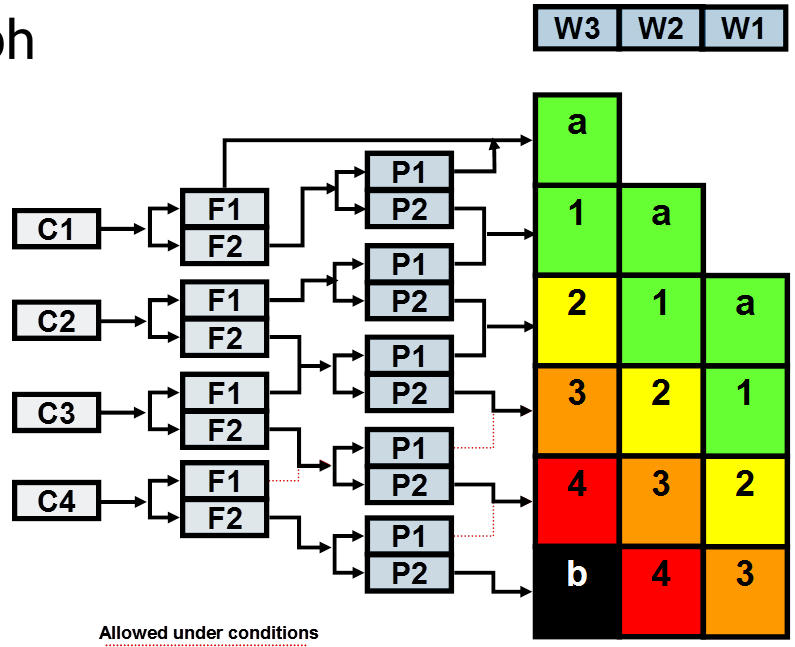 ph
W3 W2 W1
a
P1
F1 P2 1 a
C1
F2 P1
F1 P2 2 1 a
C2
F2 P1
F1 P2 3 2 1
C3
F2 P1
F1 P2 4 3 2
C4
F2 P1
P2 b 4 3
Allowed under conditions